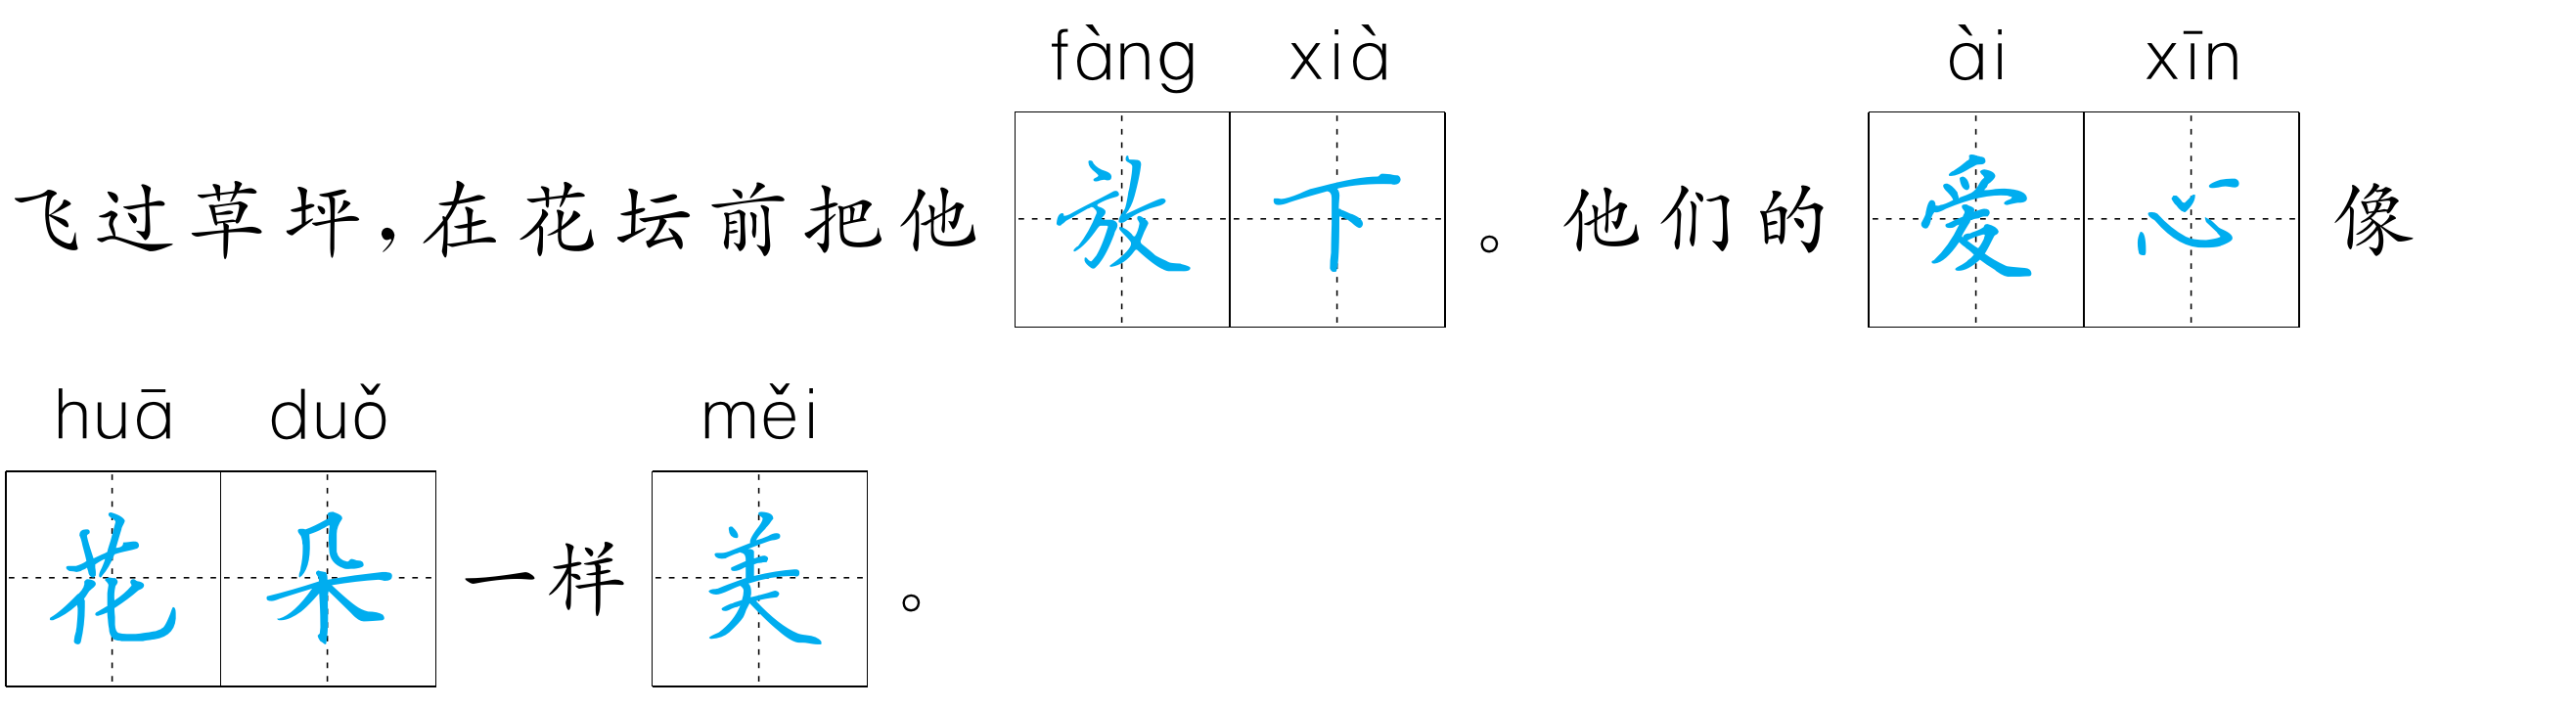 fàng xià ài xīn
飞过草坪,在花坛前把他放下。他们的爱心像
huā duǒ měi
花朵一样美。